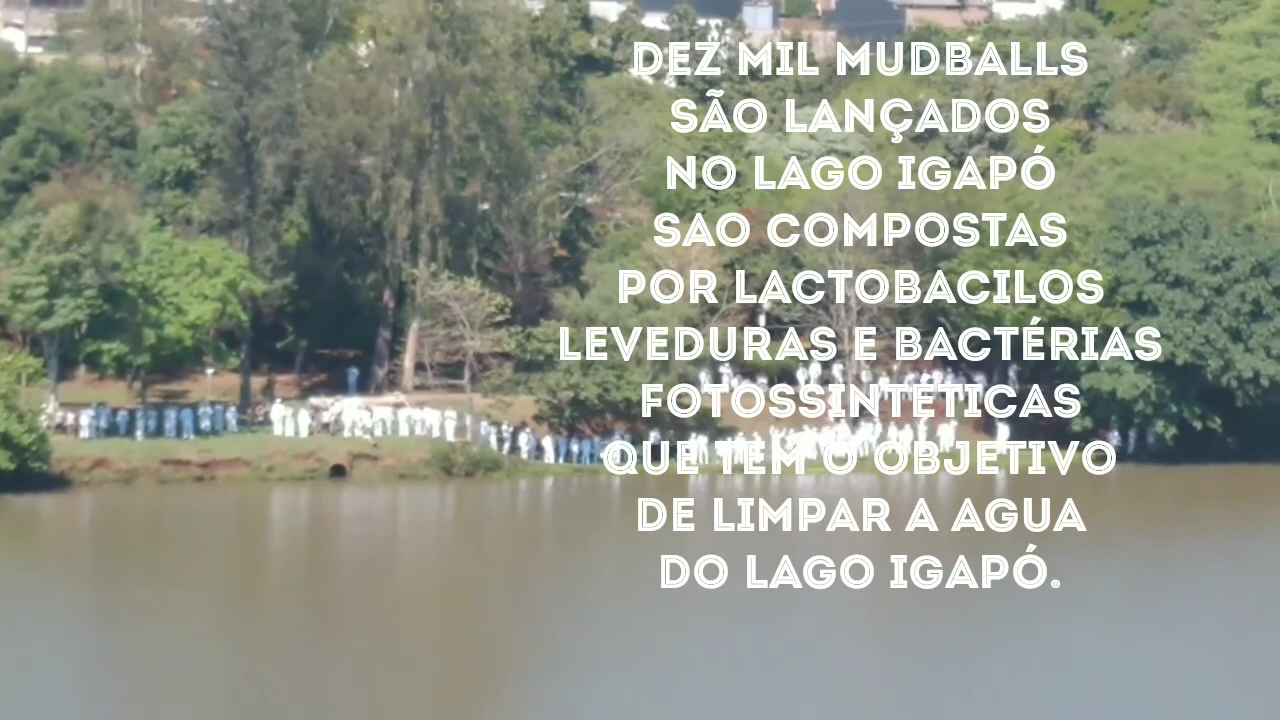 DEZ MIL MUDBALLS
SÃO LANÇADOS
NO LAGO IGAPÓ
SAO COMPOSTAS
POR LACTOBACILOS
LEVEDURAS E BACTÉRIAS
FOTOSSINTÉTICAS
QUE TEM O OBJETIVO
DE LIMPAR A AGUA
DO LAGO IGAPÓ.